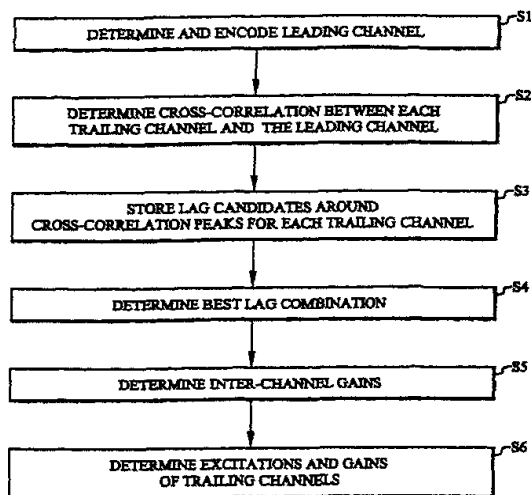 S1
DETERMINE AND ENCODE LEADING CHANNEL
S2
DETERMINE CROSS-CORRELATION BETWEEN EACH
TRAILING CHANNEL AND THE LEADING CHANNEL
S3
STORE LAG CANDIDATES AROUND
CROSS-CORRELATION PEAKS FOR EACH TRAILING CHANNEL
S4
DETERMINE BEST LAG COMBINATION
S5
DETERMINE INTER-CHANNEL GAINS
S6
DETERMINE EXCITATIONS AND GAINS
OF TRAILING CHANNELS